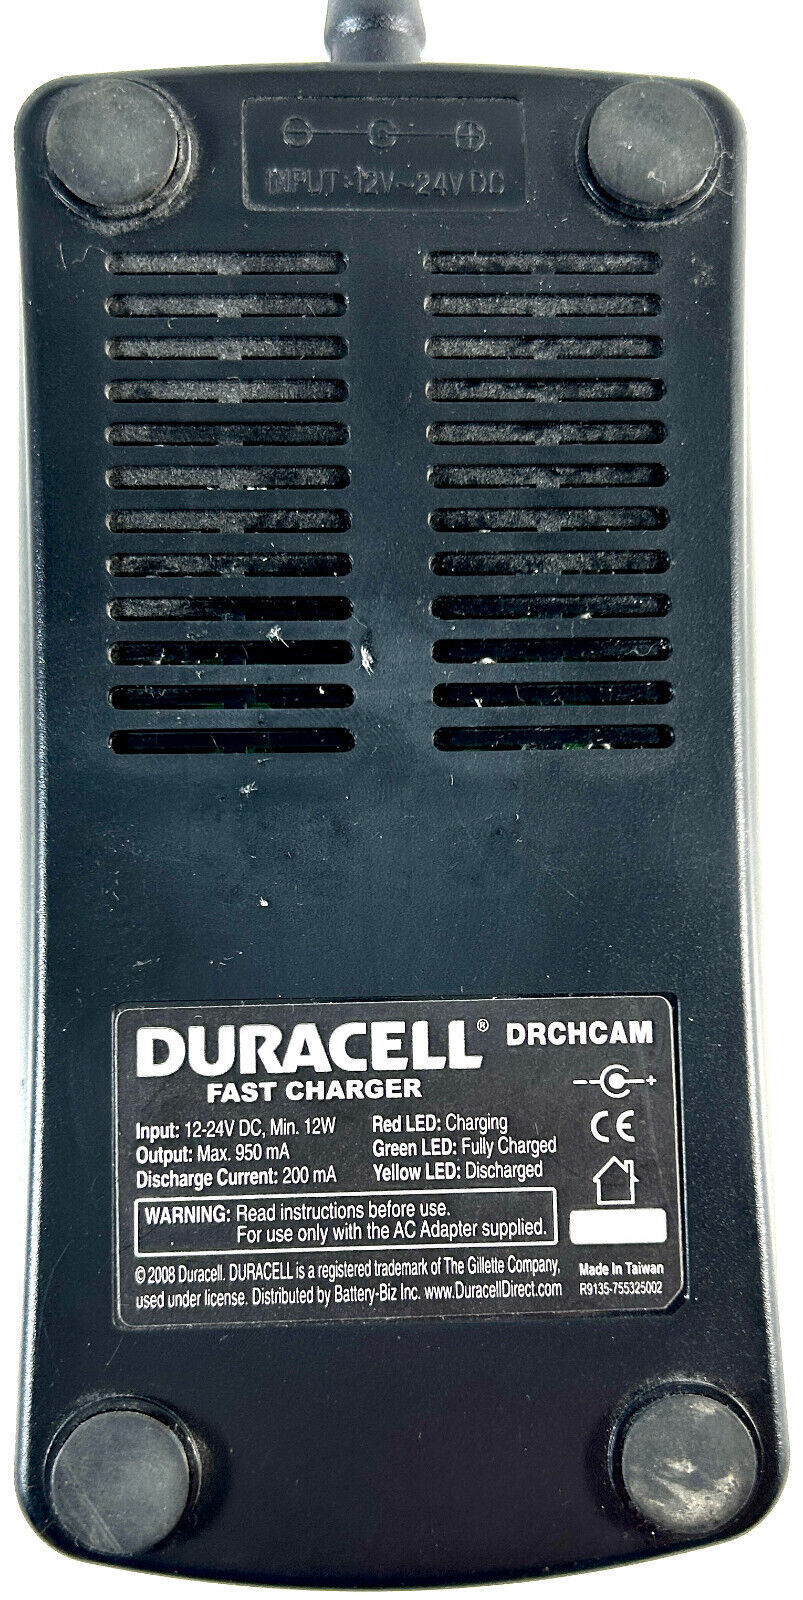 INPUT:12V~24V DC
DURACELL® DRCHCAM
FAST CHARGER
Input: 12-24V DC, Min. 12W
Output: Max. 950 mA
Discharge Current: 200 mA
Red LED: Charging
Green LED: Fully Charged
Yellow LED: Discharged
CE
WARNING: Read instructions before use.
For use only with the AC Adapter supplied.
© 2008 Duracell. DURACELL is a registered trademark of The Gillette Company,
used under license. Distributed by Battery-Biz Inc. www.DuracellDirect.com
Made In Taiwan
R9135-755325002